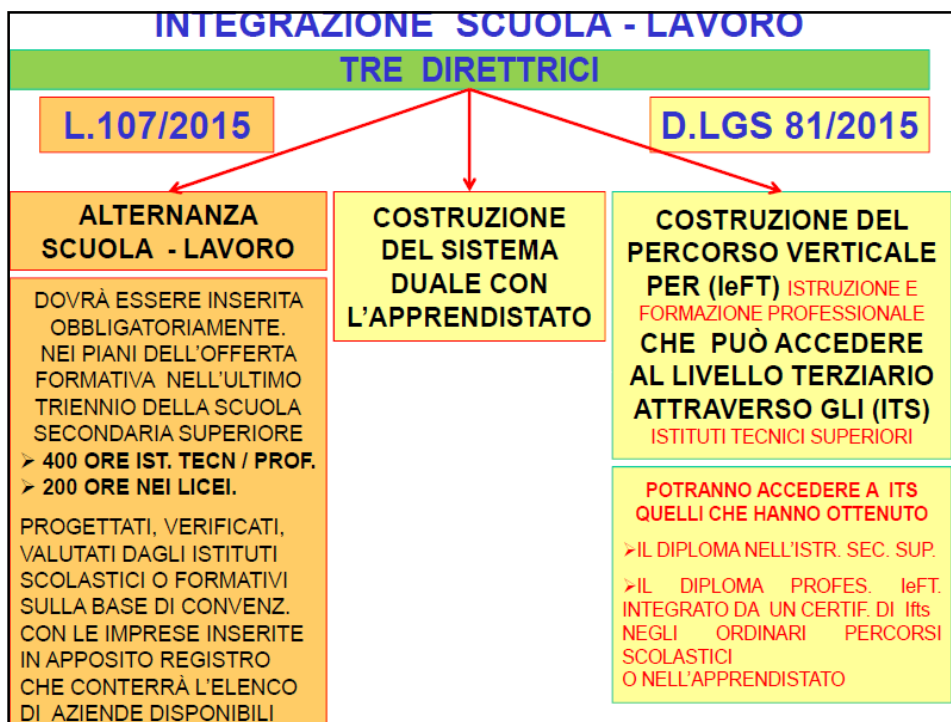 INTEGRAZIONE SCUOLA - LAVORO
TRE DIRETTRICI
L.107/2015
D.LGS 81/2015
ALTERNANZA
SCUOLA - LAVORO
DOVRÀ ESSERE INSERITA
OBBLIGATORIAMENTE.
NEI PIANI DELL'OFFERTA
FORMATIVA NELL'ULTIMO
TRIENNIO DELLA SCUOLA
SECONDARIA SUPERIORE
➢ 400 ORE IST. TECN / PROF.
➢ 200 ORE NEI LICEI.
PROGETTATI, VERIFICATI,
VALUTATI DAGLI ISTITUTI
SCOLASTICI O FORMATIVI
SULLA BASE DI CONVENZ.
CON LE IMPRESE INSERITE
IN APPOSITO REGISTRO
CHE CONTERRÀ L'ELENCO
DI AZIENDE DISPONIBILI
COSTRUZIONE
DEL SISTEMA
DUALE CON
L'APPRENDISTATO
COSTRUZIONE DEL
PERCORSO VERTICALE
PER (IeFT) ISTRUZIONE E
FORMAZIONE PROFESSIONALE
CHE PUÒ ACCEDERE
AL LIVELLO TERZIARIO
ATTRAVERSO GLI (ITS)
ISTITUTI TECNICI SUPERIORI
POTRANNO ACCEDERE A ITS
QUELLI CHE HANNO OTTENUTO
➢IL DIPLOMA NELL'ISTR. SEC. SUP.
➢IL DIPLOMA PROFES. IeFT.
INTEGRATO DA UN CERTIF. DI Ifts
NEGLI ORDINARI PERCORSI
SCOLASTICI
O NELL'APPRENDISTATO